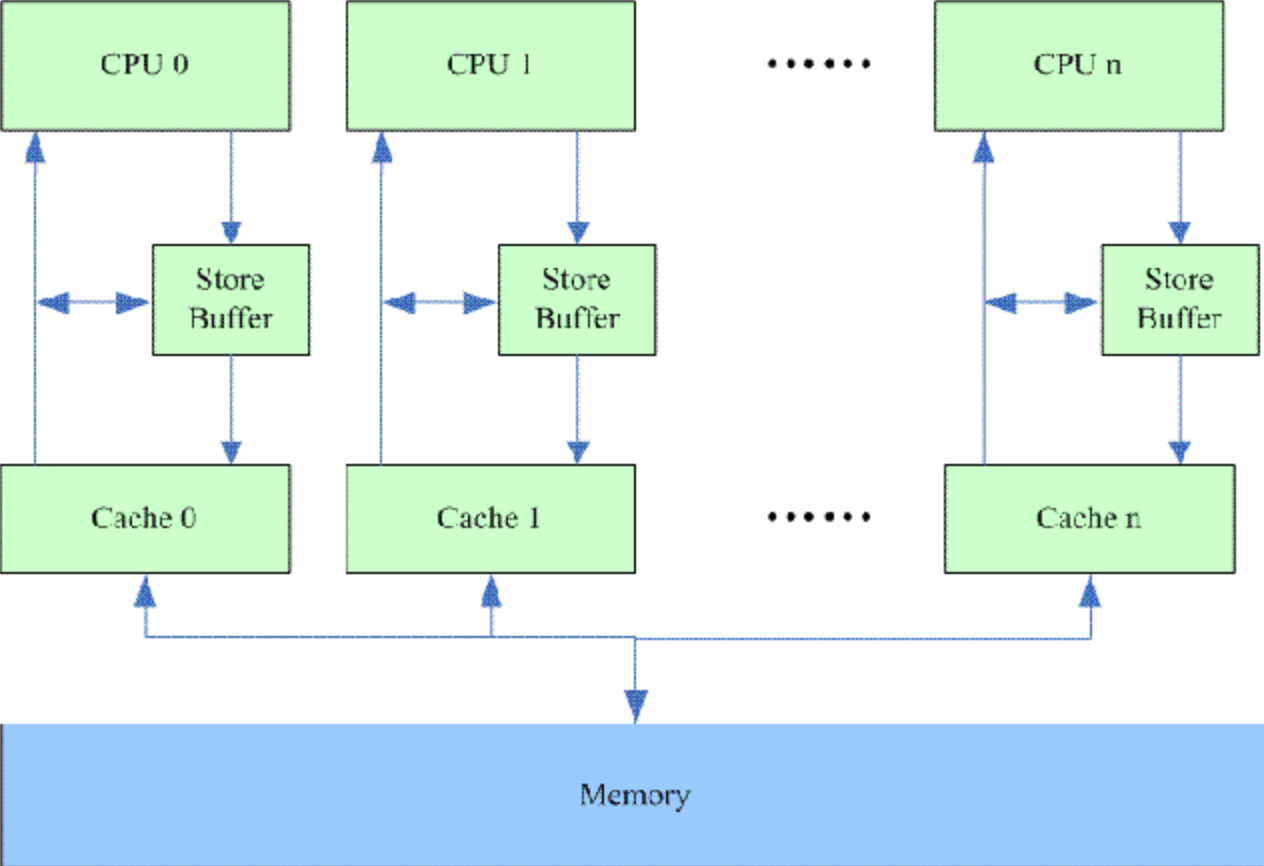 CPU 0
CPU 1
......
CPU n
Store
Buffer
Store
Buffer
Store
Buffer
Cache 0
Cache 1
......
Cache n
Memory